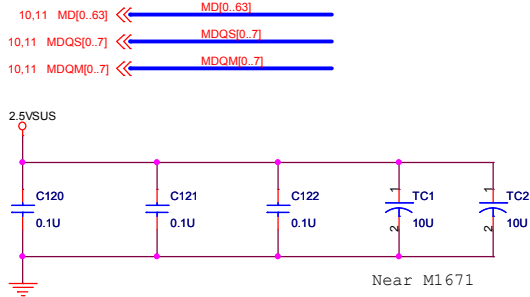 10,11 MD[0..63] MD[0..63]
10,11 MDQS[0..7] MDQS[0..7]
10,11 MDQM[0..7] MDQM[0..7]
2.5VSUS
C120 C121 C122 1 TC1 1 TC2
0.1U 0.1U 0.1U 2 10U 2 10U
Near M1671